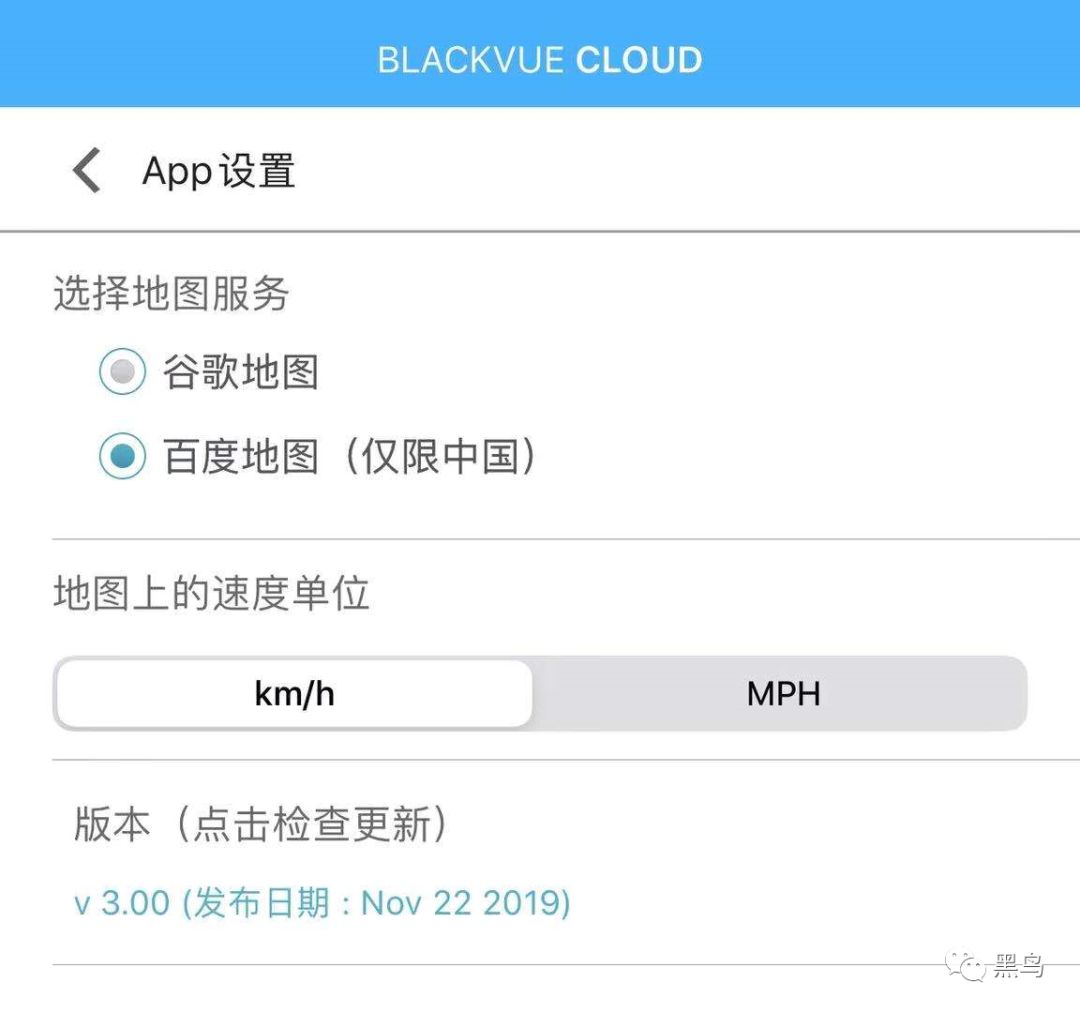 BLACKVUE CLOUD
App设置
选择地图服务
谷歌地图
百度地图（仅限中国）
地图上的速度单位
km/h
MPH
版本（点击检查更新）
v 3.00 (发布日期 : Nov 22 2019)
黑鸟